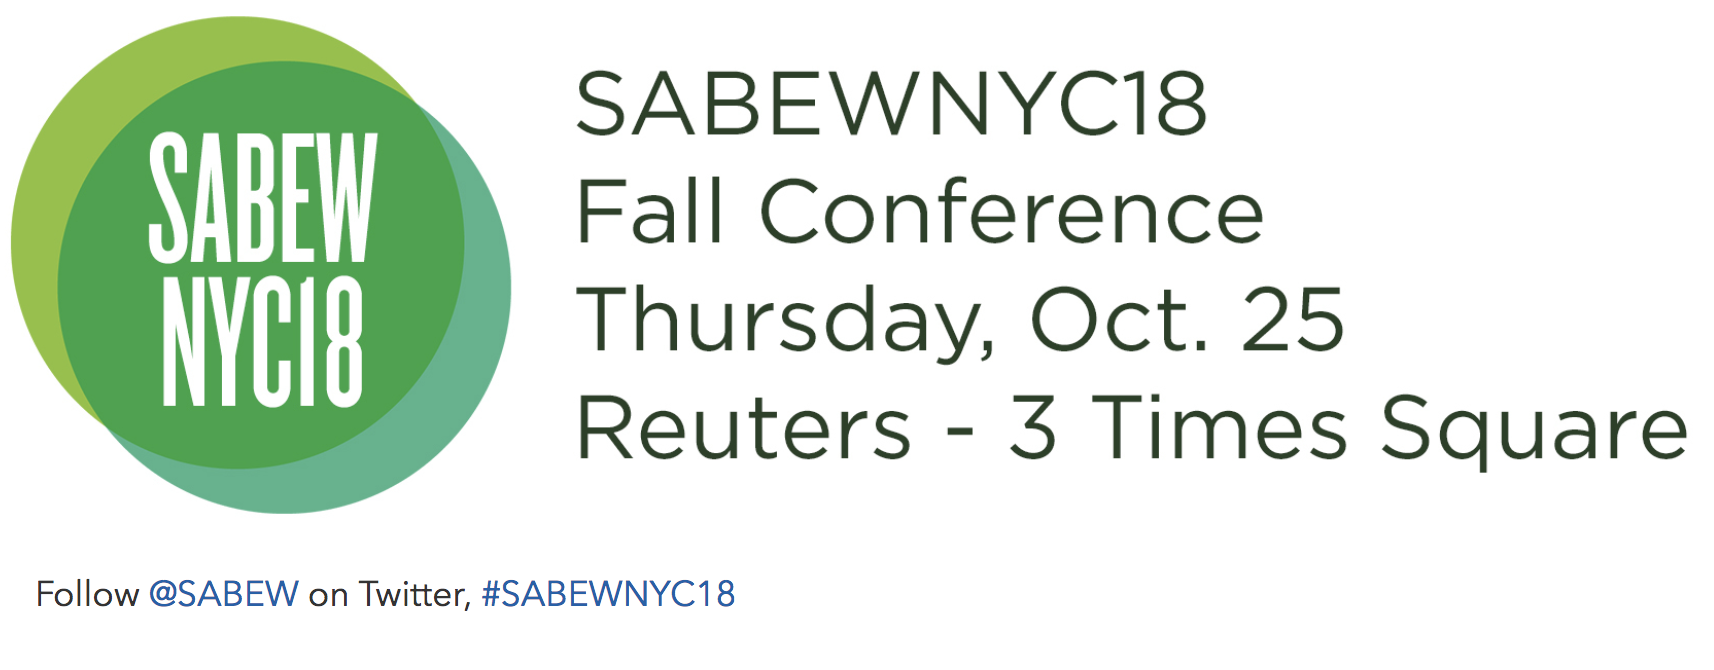 SABEW
NYC18
SABEWNYC18
Fall Conference
Thursday, Oct. 25
Reuters - 3 Times Square
Follow @SABEW on Twitter, #SABEWNYC18